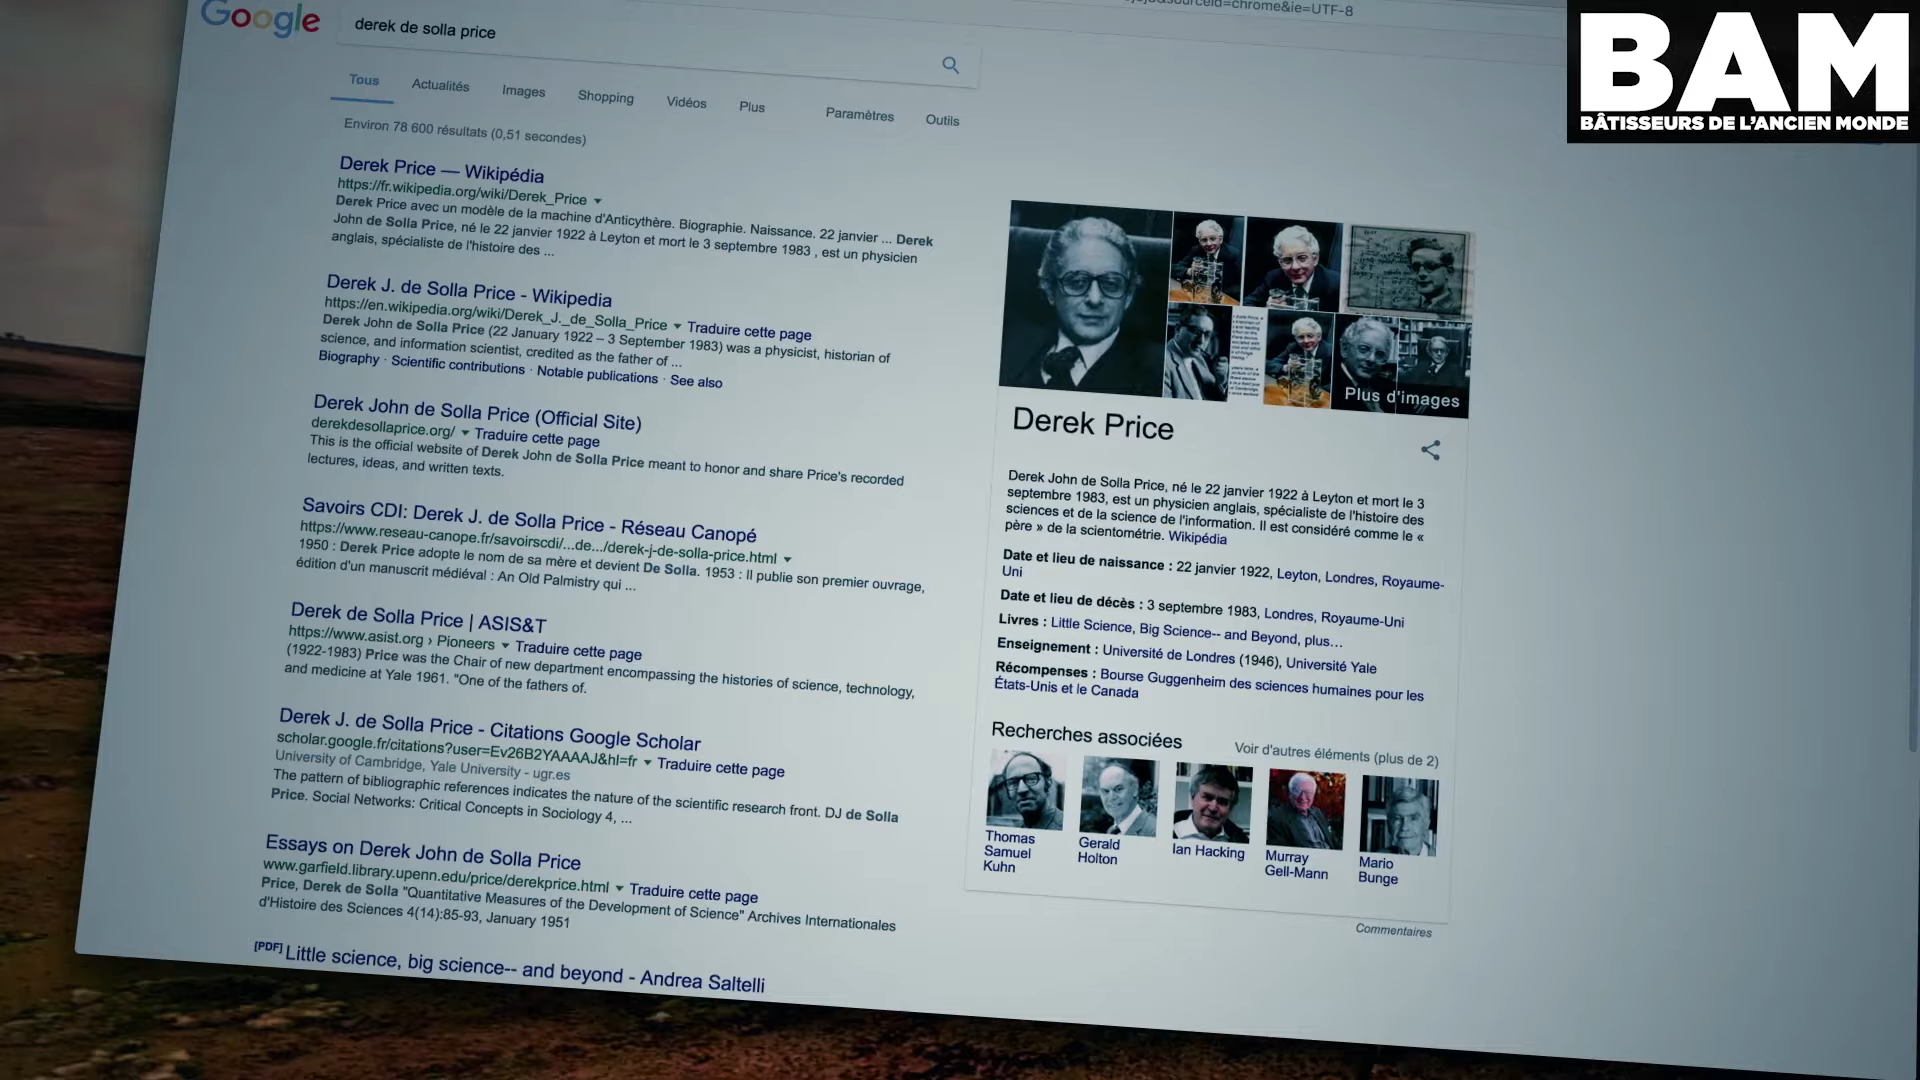 sourceid=chrome&ie=UTF-8
BAM
BÂTISSEURS DE L'ANCIEN MONDE
Google
derek de solla price
Tous
Actualités
Images
Shopping
Vidéos
Plus
Paramètres
Outils
Environ 78 600 résultats (0,51 secondes)
Derek Price — Wikipédia
https://fr.wikipedia.org/wiki/Derek_Price
Derek Price avec un modèle de la machine d'Anticythère. Biographie. Naissance. 22 janvier ... Derek
John de Solla Price, né le 22 janvier 1922 à Leyton et mort le 3 septembre 1983 , est un physicien
anglais, spécialiste de l'histoire des ...
Derek J. de Solla Price - Wikipedia
https://en.wikipedia.org/wiki/Derek_J._de_Solla_Price Traduire cette page
Derek John de Solla Price (22 January 1922 – 3 September 1983) was a physicist, historian of
science, and information scientist, credited as the father of ...
Biography · Scientific contributions · Notable publications · See also
Derek John de Solla Price (Official Site)
derekdesollaprice.org/ Traduire cette page
This is the official website of Derek John de Solla Price meant to honor and share Price's recorded
lectures, ideas, and written texts.
Savoirs CDI: Derek J. de Solla Price - Réseau Canopé
https://www.reseau-canope.fr/savoirscdi/...de.../derek-j-de-solla-price.html
1950 : Derek Price adopte le nom de sa mère et devient De Solla. 1953 : Il publie son premier ouvrage,
édition d'un manuscrit médiéval : An Old Palmistry qui ...
Derek de Solla Price | ASIS&T
https://www.asist.org › Pioneers Traduire cette page
(1922-1983) Price was the Chair of new department encompassing the histories of science, technology,
and medicine at Yale 1961. "One of the fathers of.
Derek J. de Solla Price - Citations Google Scholar
scholar.google.fr/citations?user=Ev26B2YAAAAJ&hl=fr Traduire cette page
University of Cambridge, Yale University - ugr.es
The pattern of bibliographic references indicates the nature of the scientific research front. DJ de Solla
Price. Social Networks: Critical Concepts in Sociology 4, ...
Essays on Derek John de Solla Price
www.garfield.library.upenn.edu/price/derekprice.html Traduire cette page
Price, Derek de Solla "Quantitative Measures of the Development of Science" Archives Internationales
d'Histoire des Sciences 4(14):85-93, January 1951
[PDF] Little science, big science-- and beyond - Andrea Saltelli
Plus d'images
Derek Price
Derek John de Solla Price, né le 22 janvier 1922 à Leyton et mort le 3
septembre 1983, est un physicien anglais, spécialiste de l'histoire des
sciences et de la science de l'information. Il est considéré comme le «
père » de la scientométrie. Wikipédia
Date et lieu de naissance : 22 janvier 1922, Leyton, Londres, Royaume-
Uni
Date et lieu de décès : 3 septembre 1983, Londres, Royaume-Uni
Livres : Little Science, Big Science-- and Beyond, plus…
Enseignement : Université de Londres (1946), Université Yale
Récompenses : Bourse Guggenheim des sciences humaines pour les
États-Unis et le Canada
Recherches associées
Voir d'autres éléments (plus de 2)
Thomas
Samuel
Kuhn
Gerald
Holton
Ian Hacking
Murray
Gell-Mann
Mario
Bunge
Commentaires